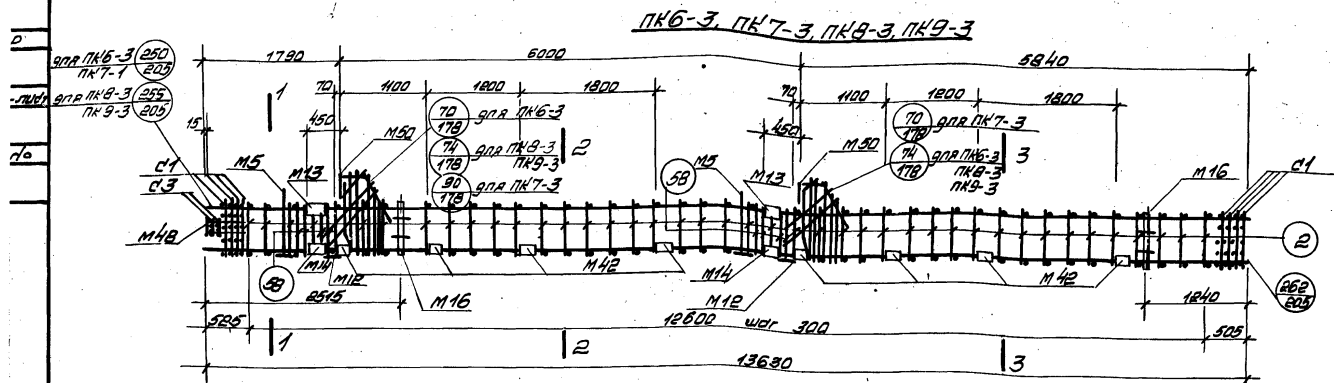 ПК6-3, ПК7-3, ПК8-3, ПК9-3
для ПК6-3 250
ПК7-1 205
для ПК8-3 255
ПК9-3 205
1790 6000 5840
70 1100 1200 1800 70 1100 1200 1800
15 450 450
1 2 3
С1 С3 М5 М13 М50
70 для ПК6-3
178
74 для ПК8-3
178 ПК9-3
90 для ПК7-3
178
58 М5 М13 М50
70 для ПК7-3
178
74 для ПК6-3
178 ПК8-3
ПК9-3
М16 С1
М48 2
58 М14 М12 М42 М14 М12 М42
2515 М16 1240 262
205
585 12600 шаг 300 505
1 2 3
13630